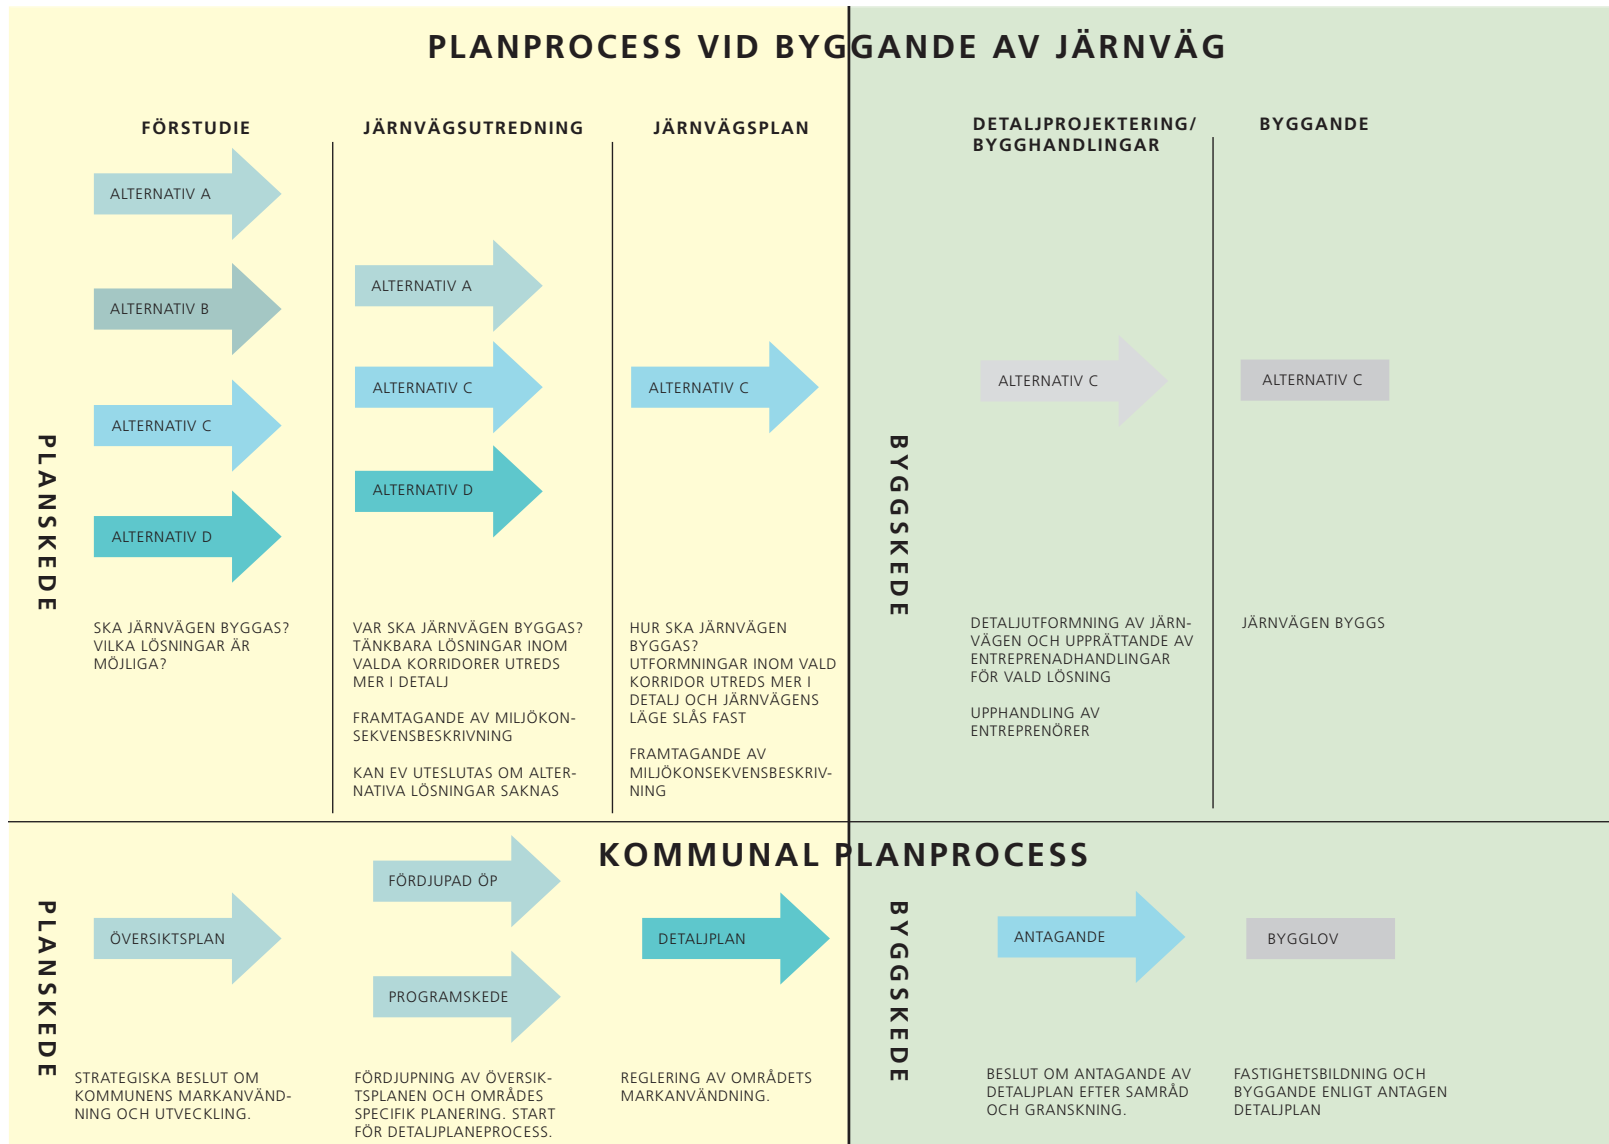 PLANPROCESS VID BYGGANDE AV JÄRNVÄG
FÖRSTUDIE
ALTERNATIV A
ALTERNATIV B
ALTERNATIV C
ALTERNATIV D
SKA JÄRNVÄGEN BYGGAS?
VILKA LÖSNINGAR ÄR
MÖJLIGA?
JÄRNVÄGSUTREDNING
ALTERNATIV A
ALTERNATIV C
ALTERNATIV D
VAR SKA JÄRNVÄGEN BYGGAS?
TÄNKBARA LÖSNINGAR INOM
VALDA KORRIDORER UTREDS
MER I DETALJ
FRAMTAGANDE AV MILJÖKON-
SEKVENSBESKRIVNING
KAN EV UTESLUTAS OM ALTER-
NATIVA LÖSNINGAR SAKNAS
JÄRNVÄGSPLAN
ALTERNATIV C
HUR SKA JÄRNVÄGEN
BYGGAS?
UTFORMNINGAR INOM VALD
KORRIDOR UTREDS MER I
DETALJ OCH JÄRNVÄGENS
LÄGE SLÅS FAST
FRAMTAGANDE AV
MILJÖKONSEKVENSBESKRIV-
NING
PLANSKEDE
DETALJPROJEKTERING/
BYGGHANDLINGAR
ALTERNATIV C
DETALJUTFORMNING AV JÄRN-
VÄGEN OCH UPPRÄTTANDE AV
ENTREPRENADHANDLINGAR
FÖR VALD LÖSNING
UPPHANDLING AV
ENTREPRENÖRER
BYGGANDE
ALTERNATIV C
JÄRNVÄGEN BYGGS
BYGGSKEDE
KOMMUNAL PLANPROCESS
PLANSKEDE
ÖVERSIKTSPLAN
STRATEGISKA BESLUT OM
KOMMUNENS MARKANVÄND-
NING OCH UTVECKLING.
FÖRDJUPAD ÖP
PROGRAMSKEDE
FÖRDJUPNING AV ÖVERSIK-
TSPLANEN OCH OMRÅDES
SPECIFIK PLANERING. START
FÖR DETALJPLANEPROCESS.
DETALJPLAN
REGLERING AV OMRÅDETS
MARKANVÄNDNING.
BYGGSKEDE
ANTAGANDE
BESLUT OM ANTAGANDE AV
DETALJPLAN EFTER SAMRÅD
OCH GRANSKNING.
BYGGLOV
FASTIGHETSBILDNING OCH
BYGGANDE ENLIGT ANTAGEN
DETALJPLAN